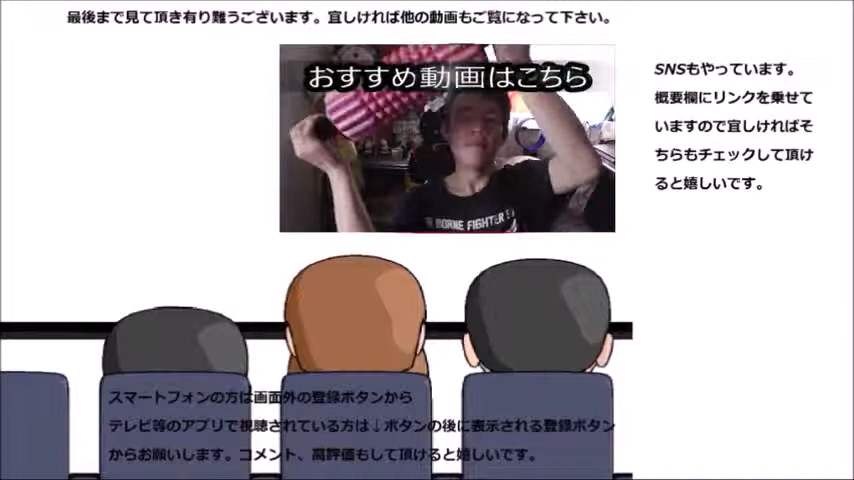 最後まで見て頂き有り難うございます。宜しければ他の動画もご覧になって下さい。
おすすめ動画はこちら
SNSもやっています。
概要欄にリンクを乗せて
いますので宜しければそ
ちらもチェックして頂け
ると嬉しいです。
BORNE FIGHTER
スマートフォンの方は画面外の登録ボタンから
テレビ等のアプリで視聴されている方は↓ボタンの後に表示される登録ボタン
からお願いします。コメント、高評価もして頂けると嬉しいです。